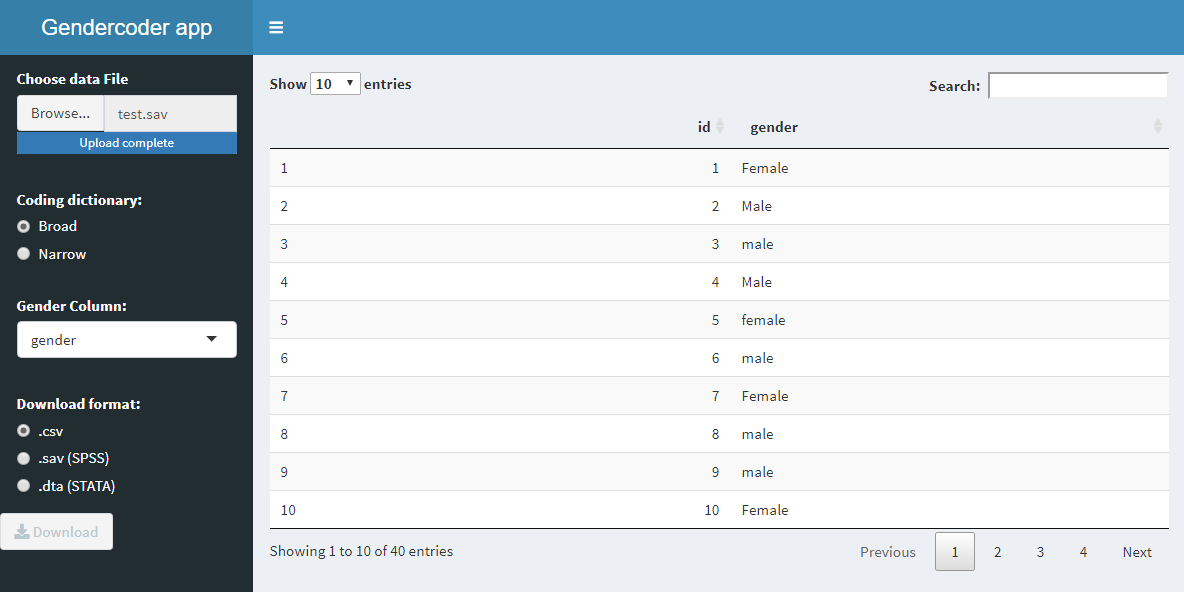 Gendercoder app
Choose data File
Browse... test.sav
Upload complete
Coding dictionary:
Broad
Narrow
Gender Column:
gender
Download format:
.csv
.sav (SPSS)
.dta (STATA)
Download
Show 10 entries Search:
id gender
1 1 Female
2 2 Male
3 3 male
4 4 Male
5 5 female
6 6 male
7 7 Female
8 8 male
9 9 male
10 10 Female
Showing 1 to 10 of 40 entries Previous 1 2 3 4 Next